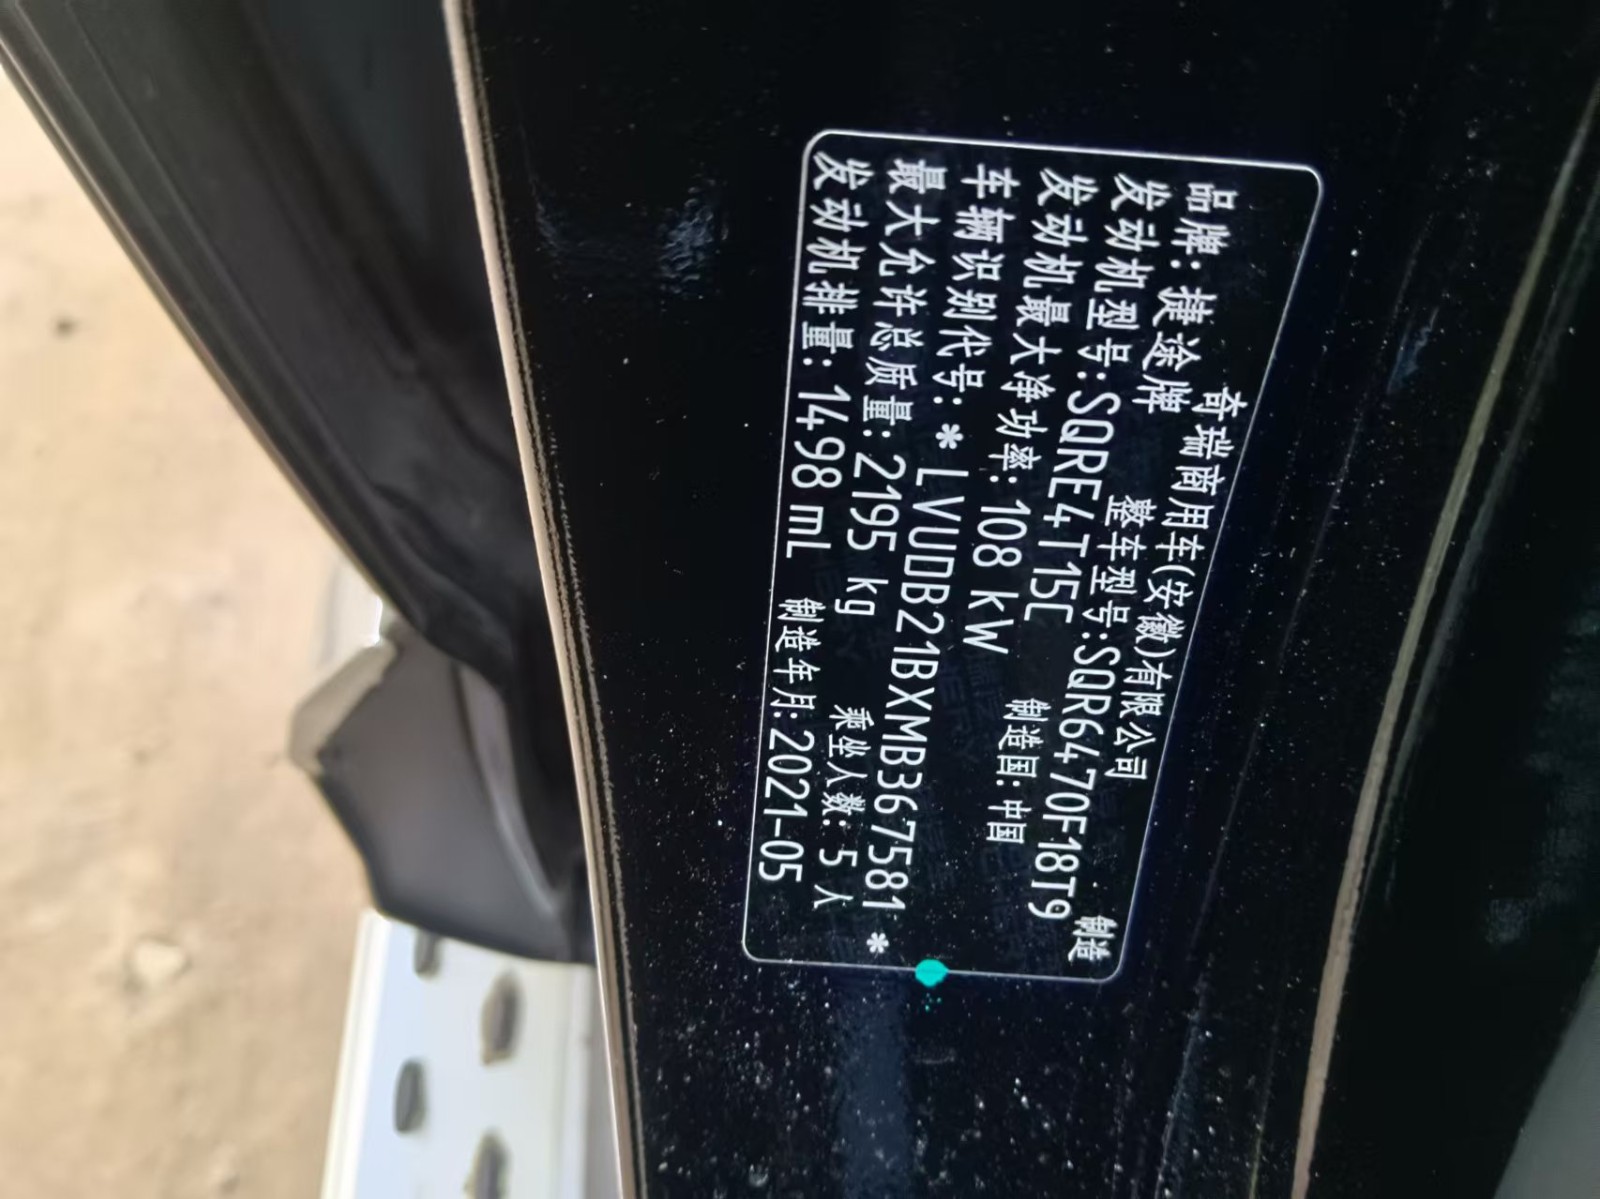 奇瑞商用车(安徽)有限公司 制造
品牌:捷途牌 整车型号:SQR6470F18T9
发动机型号:SQRE4T15C
发动机最大净功率:108 kW 制造国:中国
车辆识别代号:*LVUDB21BXMB367581*
最大允许总质量:2195 kg 乘坐人数:5人
发动机排量:1498 mL 制造年月:2021-05